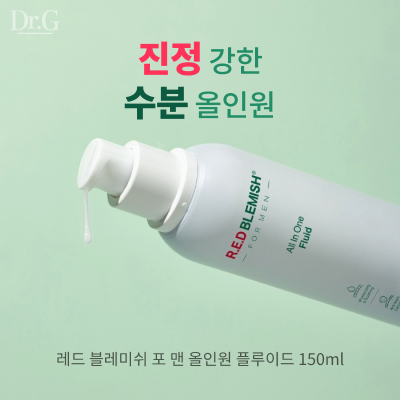 Dr.G
진정 강한
수분 올인원
R.E.D BLEMISH®
— FOR MEN —
All In One
Fluid
레드 블레미쉬 포 맨 올인원 플루이드 150ml